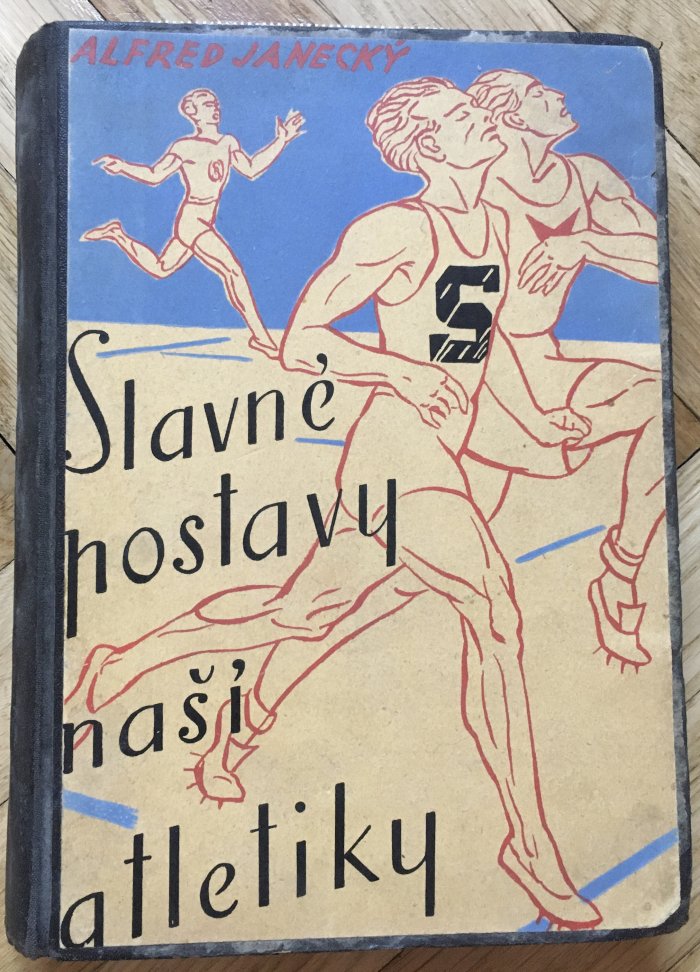 ALFRED JANECKÝ
S
Slavné
postavy
naší
atletiky